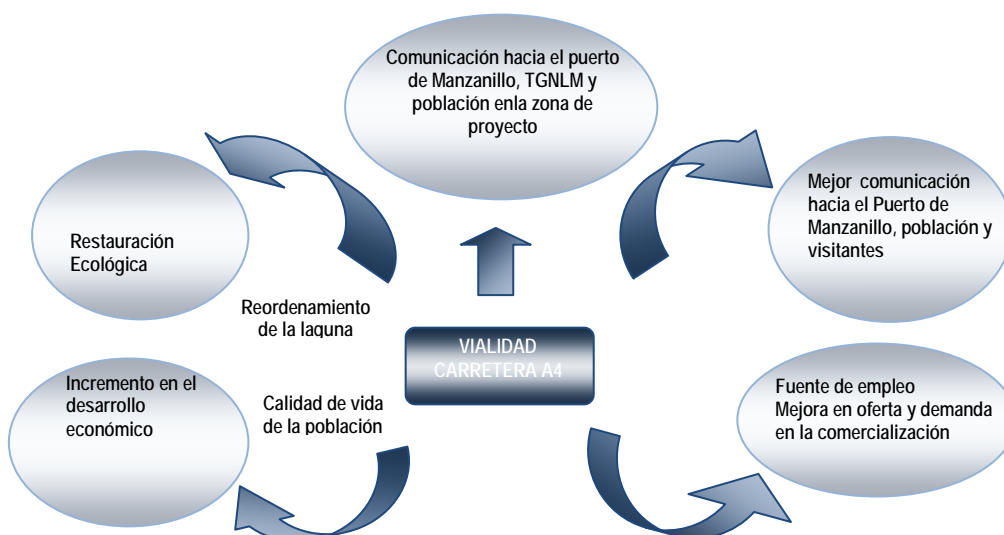 Comunicación hacia el puerto
de Manzanillo, TGNLM y
población enla zona de
proyecto
Mejor comunicación
hacia el Puerto de
Manzanillo, población y
visitantes
Restauración
Ecológica
Reordenamiento
de la laguna
VIALIDAD
CARRETERA A4
Incremento en el
desarrollo
económico
Calidad de vida
de la población
Fuente de empleo
Mejora en oferta y demanda
en la comercialización